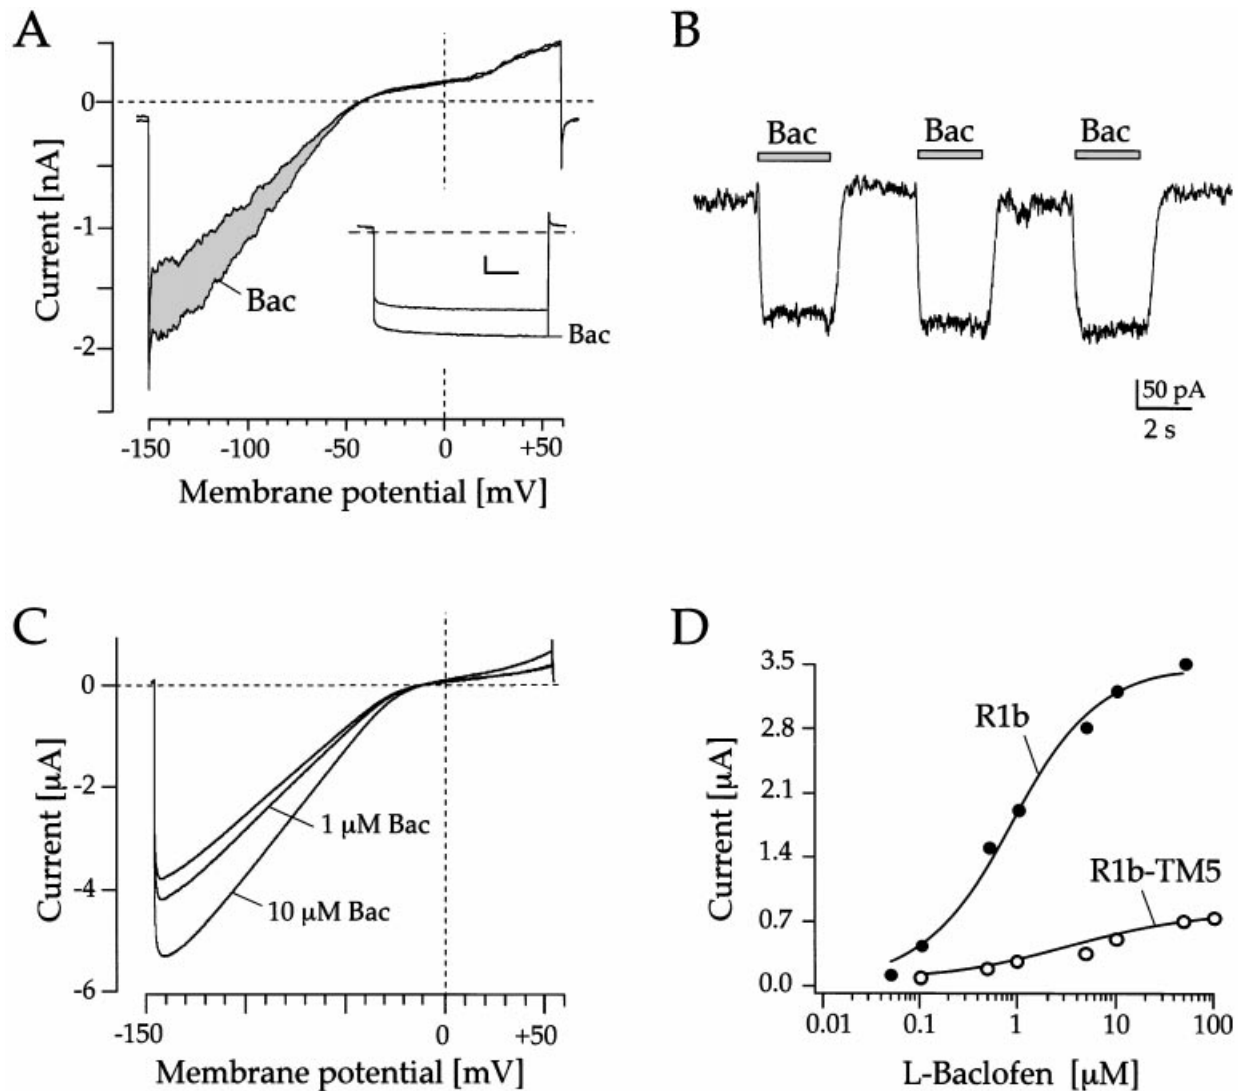 A
0
-1
-2
Current [nA]
Bac
Bac
-150
-100
-50
0
+50
Membrane potential [mV]
B
Bac
Bac
Bac
50 pA
2 s
C
0
-2
-4
-6
Current [µA]
1 µM Bac
10 µM Bac
-150
0
+50
Membrane potential [mV]
D
3.5
2.8
2.1
1.4
0.7
0.0
Current [µA]
R1b
R1b-TM5
0.01
0.1
1
10
100
L-Baclofen [µM]